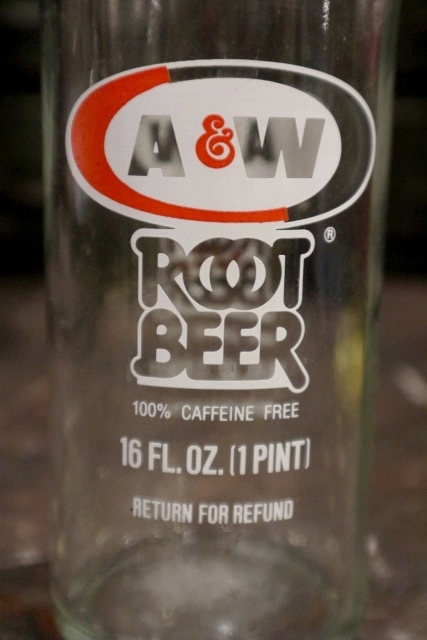 A&W
ROOT
BEER®
100% CAFFEINE FREE
16 FL. OZ. (1 PINT)
RETURN FOR REFUND